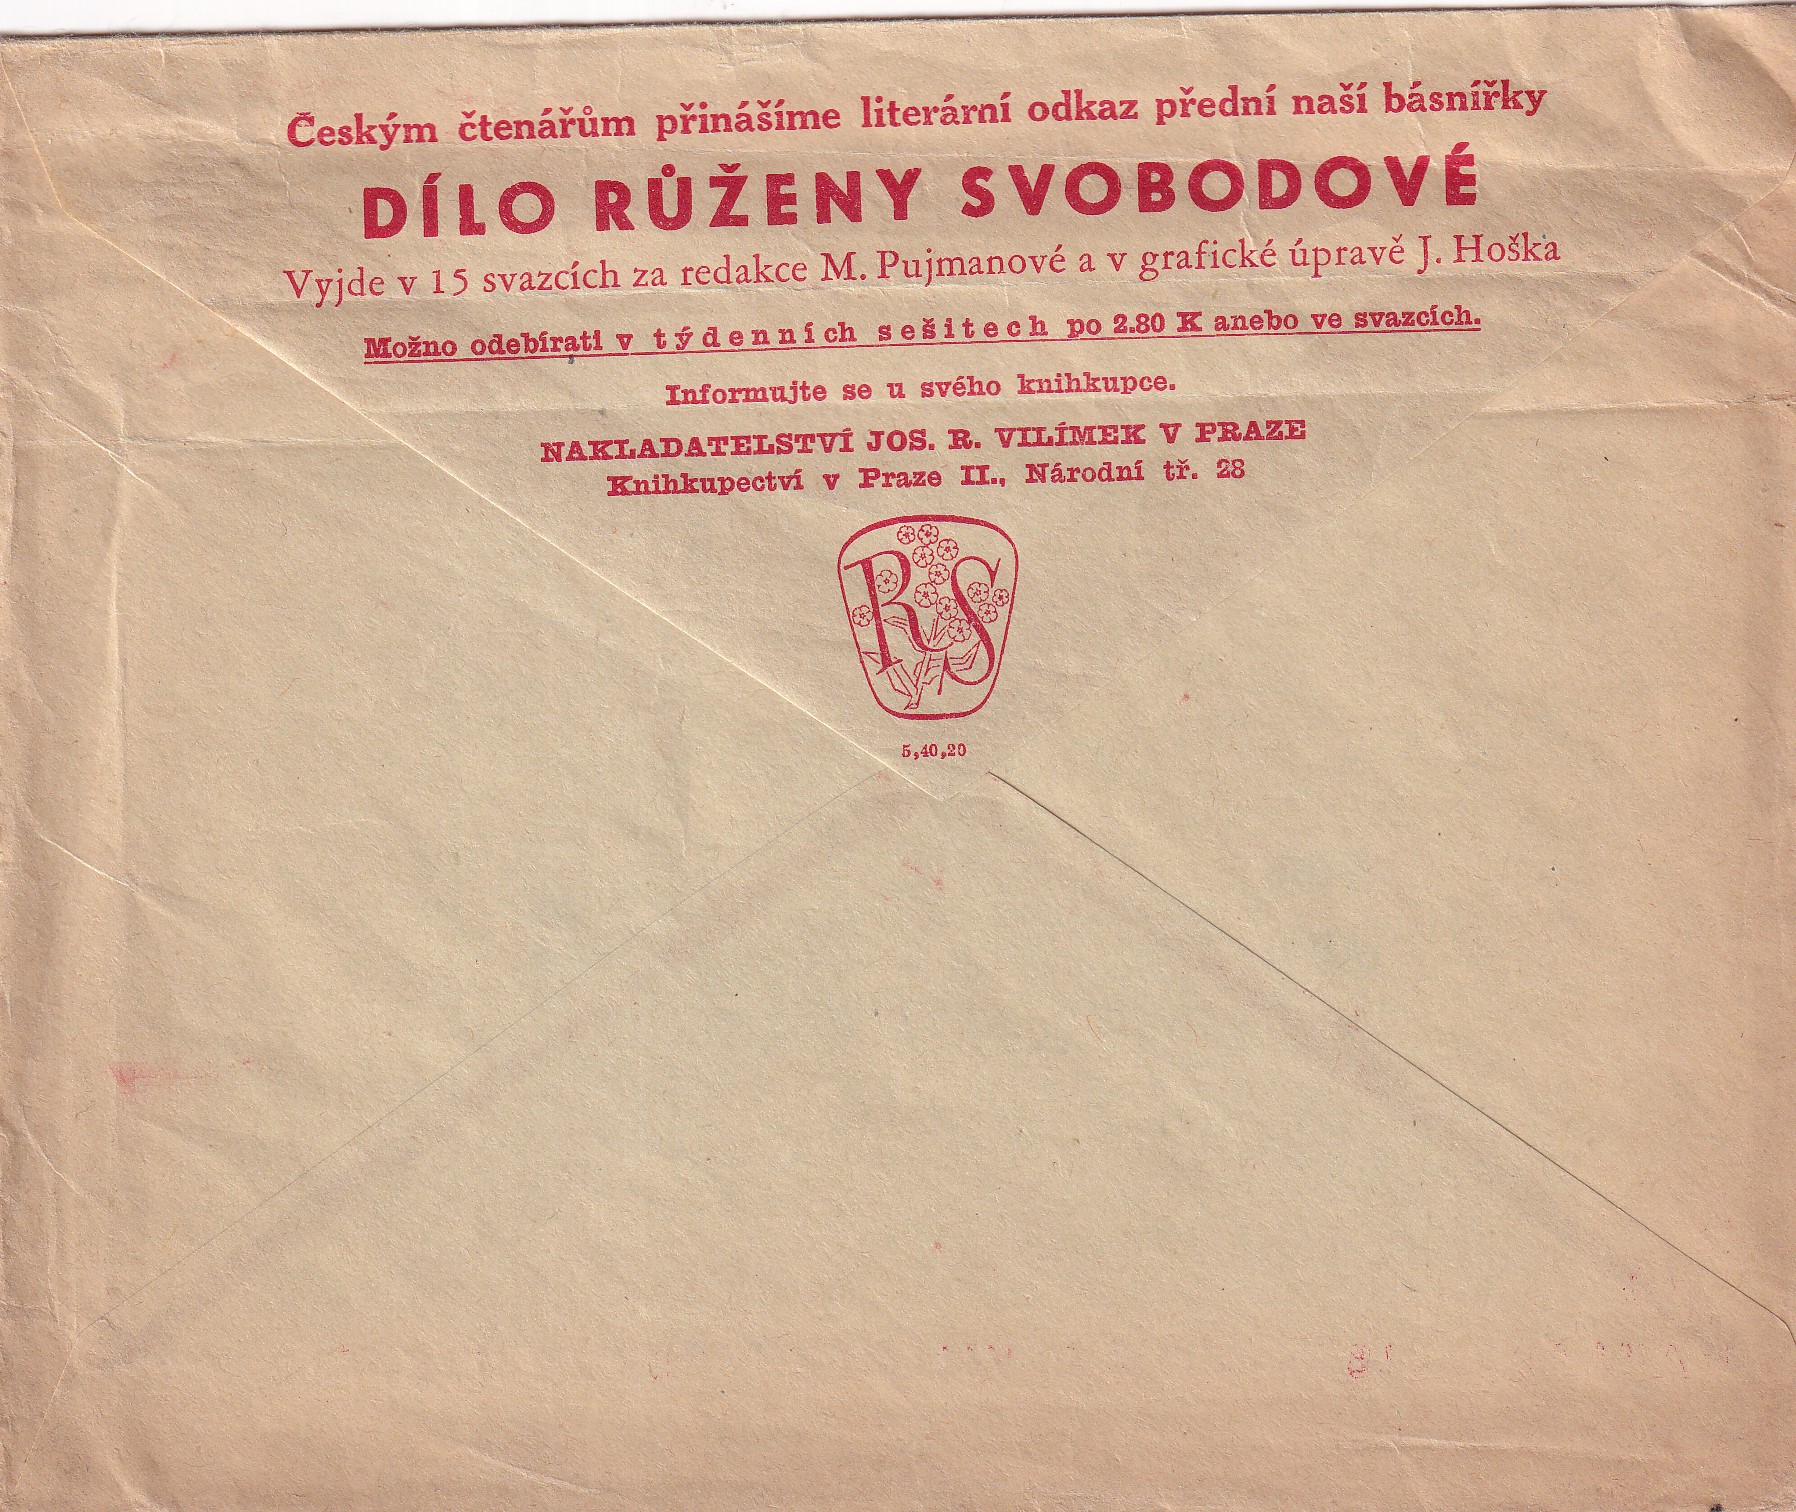 Českým čtenářům přinášíme literární odkaz přední naší básnířky
DÍLO RŮŽENY SVOBODOVÉ
Vyjde v 15 svazcích za redakce M. Pujmanové a v grafické úpravě J. Hoška
Možno odebírati v týdenních sešitech po 2.80 K anebo ve svazcích.
Informujte se u svého knihkupce.
NAKLADATELSTVÍ JOS. R. VILÍMEK V PRAZE
Knihkupectví v Praze II., Národní tř. 28
RS
5,40,20